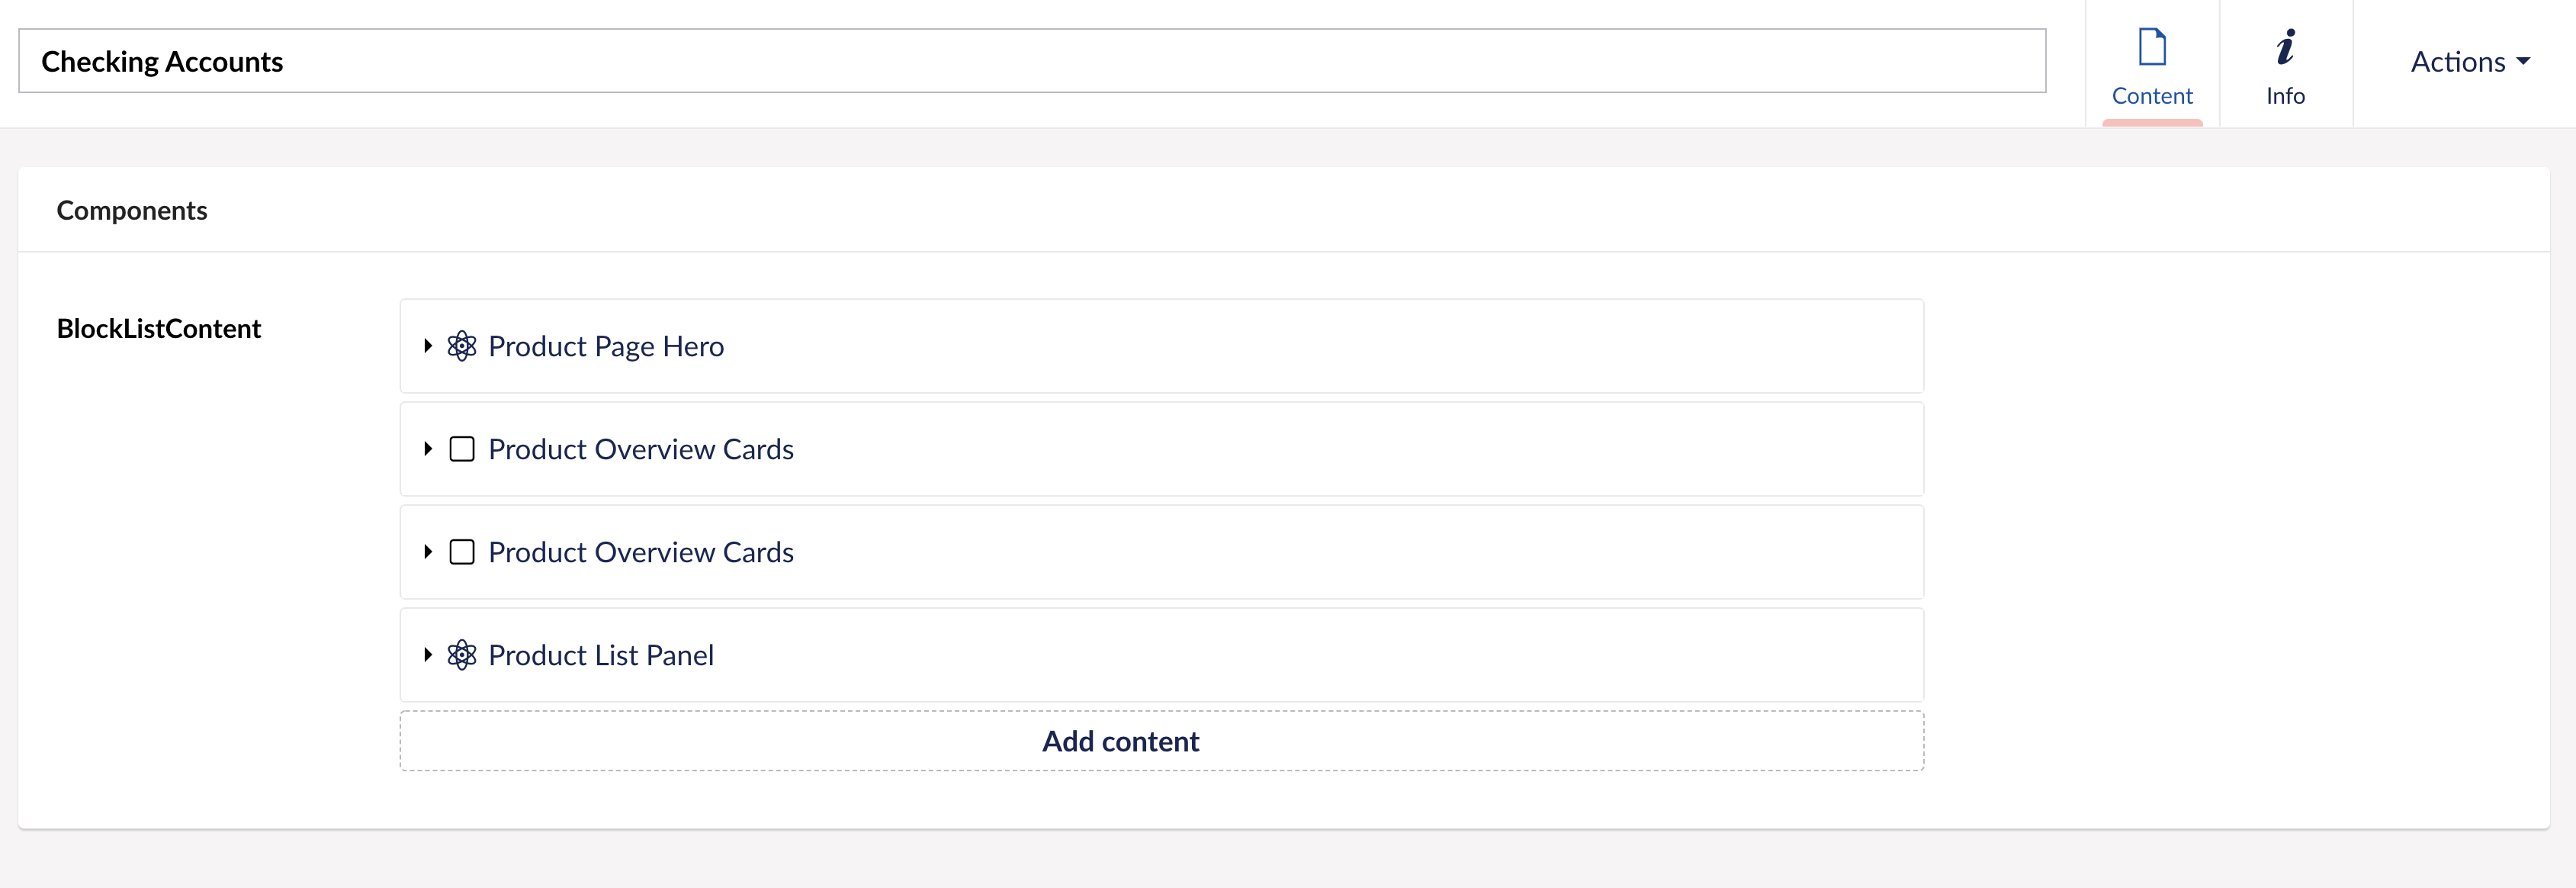 Checking Accounts
Content
Info
Actions
Components
BlockListContent
Product Page Hero
Product Overview Cards
Product Overview Cards
Product List Panel
Add content